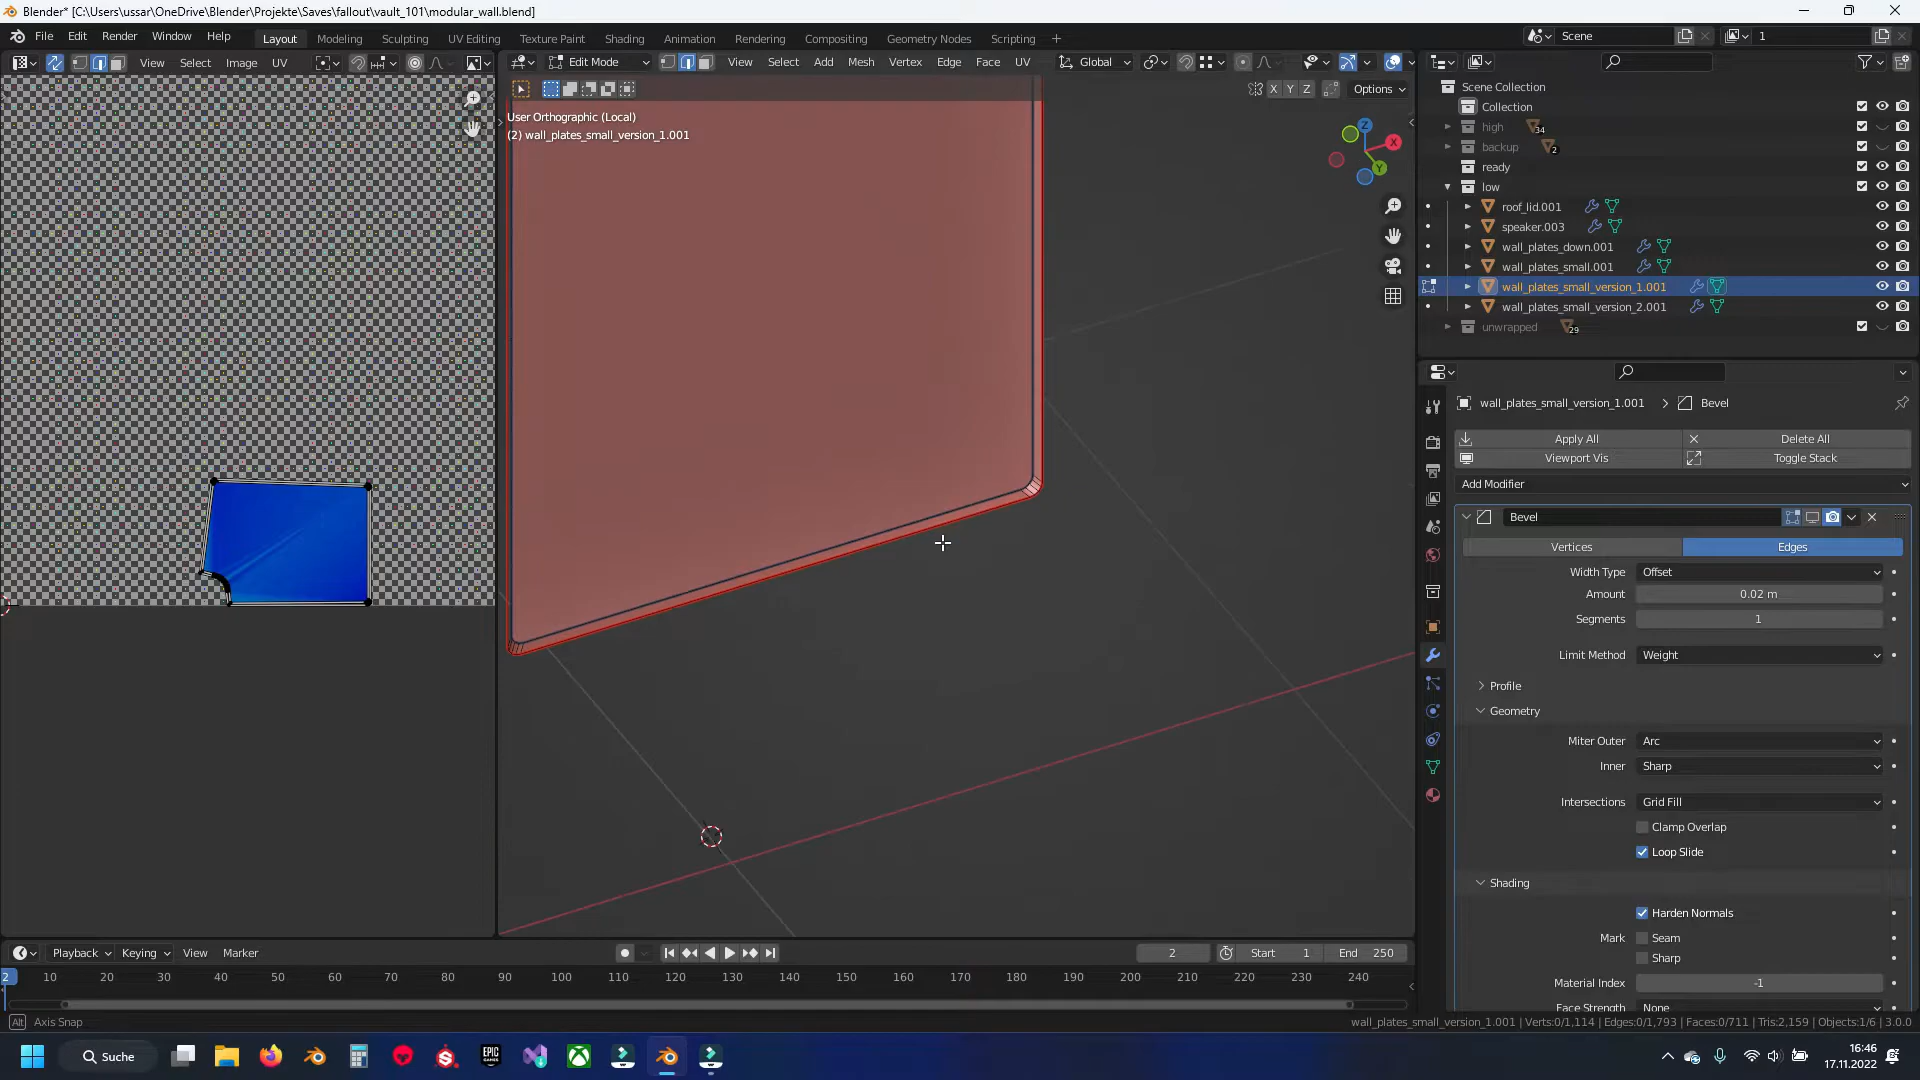 Blender* [C:\Users\ussar\OneDrive\Blender\Projekte\Saves\fallout\vault_101\modular_wall.blend]
File Edit Render Window Help Layout Modeling Sculpting UV Editing Texture Paint Shading Animation Rendering Compositing Geometry Nodes Scripting + Scene 1
View Select Image UV Edit Mode View Select Add Mesh Vertex Edge Face UV Global
X Y Z Options
User Orthographic (Local)
(2) wall_plates_small_version_1.001
Z
X
Y
Scene Collection
Collection
high 34
backup 2
ready
low
roof_lid.001
speaker.003
wall_plates_down.001
wall_plates_small.001
wall_plates_small_version_1.001
wall_plates_small_version_2.001
unwrapped 29
wall_plates_small_version_1.001 > Bevel
Apply All Delete All
Viewport Vis Toggle Stack
Add Modifier
Bevel
Vertices Edges
Width Type Offset
Amount 0.02 m
Segments 1
Limit Method Weight
Profile
Geometry
Miter Outer Arc
Inner Sharp
Intersections Grid Fill
Clamp Overlap
Loop Slide
Shading
Harden Normals
Mark Seam
Sharp
Material Index -1
Face Strength None
Playback Keying View Marker 2 Start 1 End 250
2 10 20 30 40 50 60 70 80 90 100 110 120 130 140 150 160 170 180 190 200 210 220 230 240
Alt Axis Snap
wall_plates_small_version_1.001 | Verts:0/1,114 | Edges:0/1,793 | Faces:0/711 | Tris:2,159 | Objects:1/6 | 3.0.0
Suche EPIC GAMES
16:46
17.11.2022